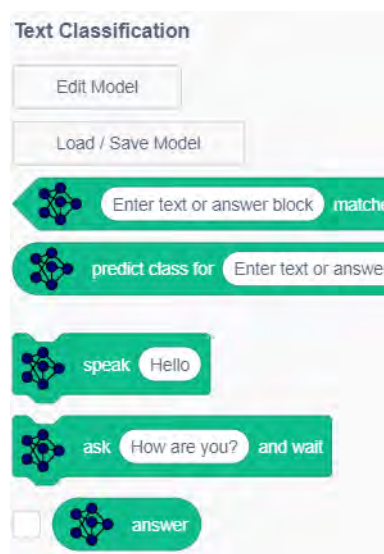 Text Classification
Edit Model
Load / Save Model
Enter text or answer block matche
predict class for Enter text or answe
speak Hello
ask How are you? and wait
answer